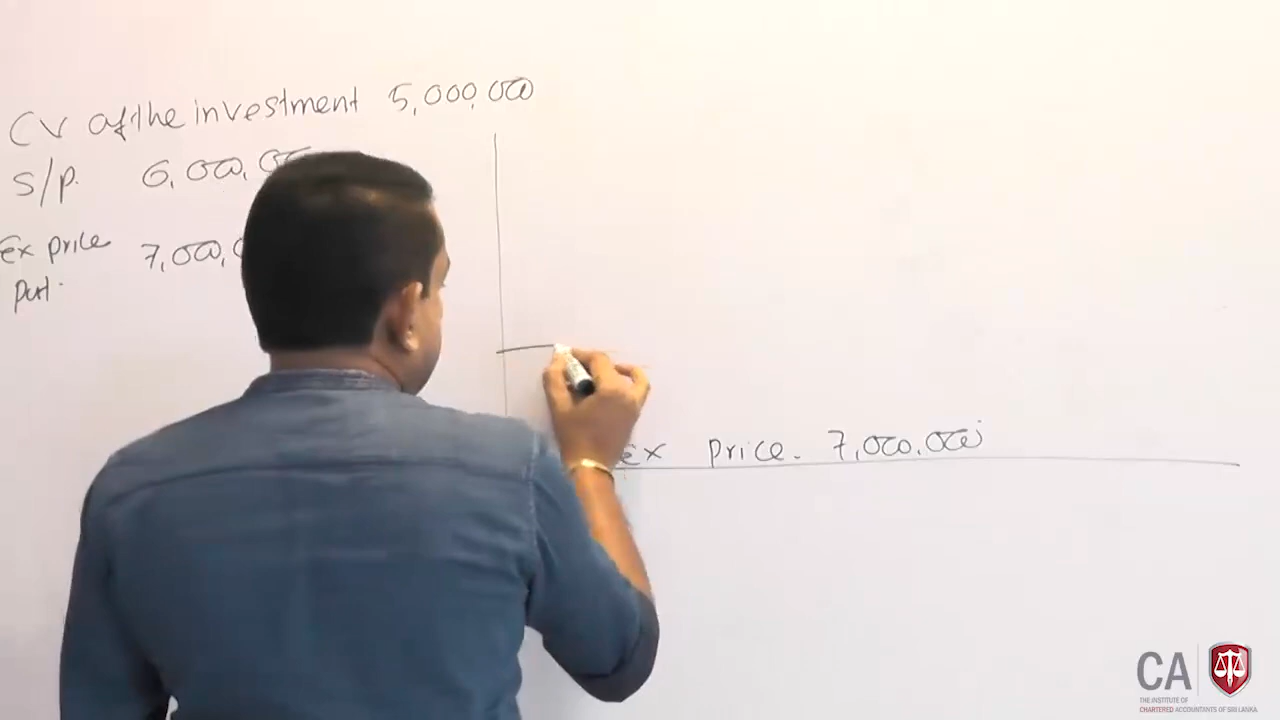 CV of the investment 5,000,000
S/P. 6,000,
Ex price 7,000,
put.
Ex price. 7,000,000
CA
THE INSTITUTE OF
CHARTERED ACCOUNTANTS OF SRI LANKA